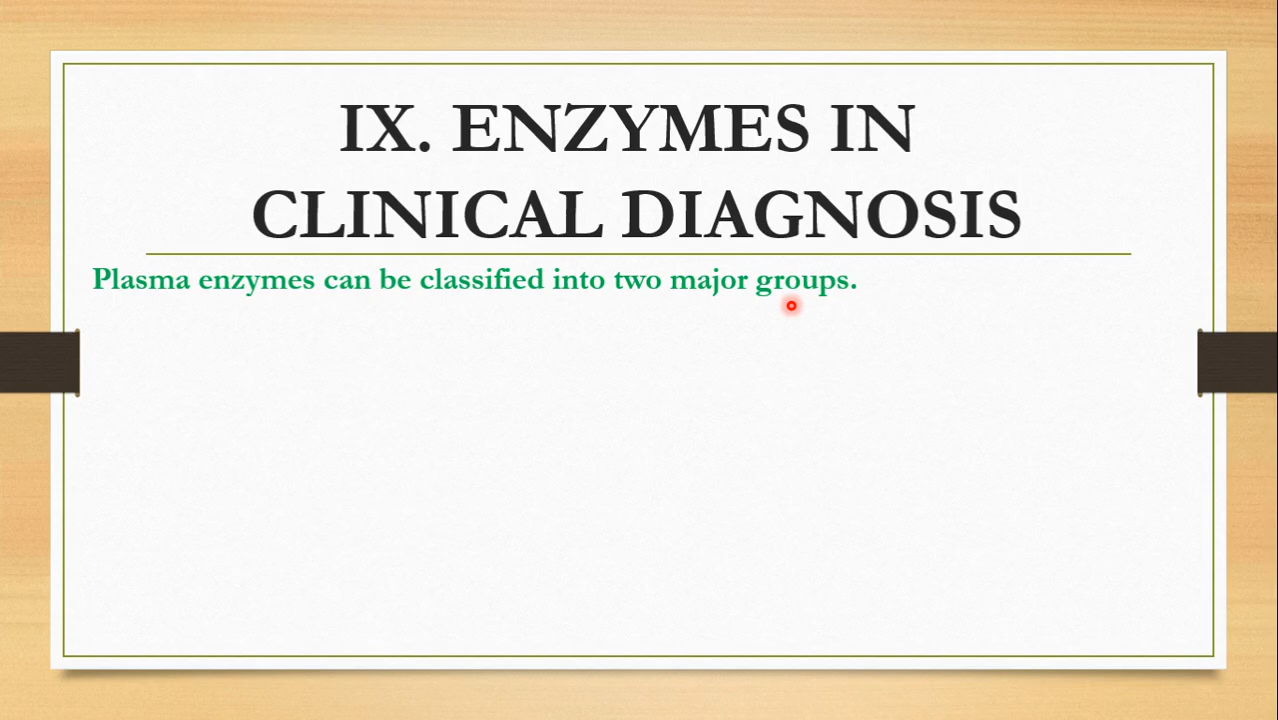 IX. ENZYMES IN
CLINICAL DIAGNOSIS
Plasma enzymes can be classified into two major groups.